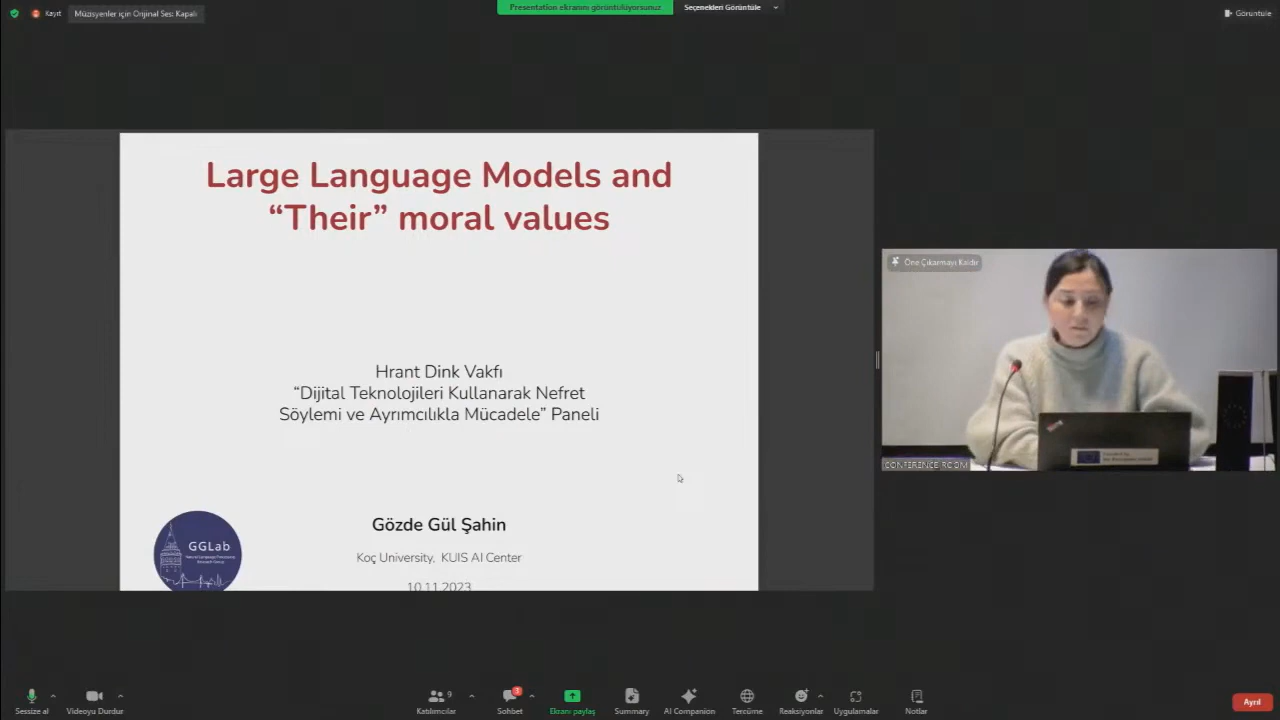 Kayıt
Müzisyenler için Orijinal Ses: Kapalı
Presentation ekranını görüntülüyorsunuz
Seçenekleri Görüntüle
Görüntüle
Large Language Models and
“Their” moral values
Hrant Dink Vakfı
“Dijital Teknolojileri Kullanarak Nefret
Söylemi ve Ayrımcılıkla Mücadele” Paneli
Gözde Gül Şahin
Koç University, KUIS AI Center
10.11.2023
GGLab
Öne Çıkarmayı Kaldır
CONFERENCE ROOM
Sessize al
Videoyu Durdur
9
Katılımcılar
3
Sohbet
Ekranı paylaş
Summary
AI Companion
Tercüme
Reaksiyonlar
Uygulamalar
Notlar
Ayrıl